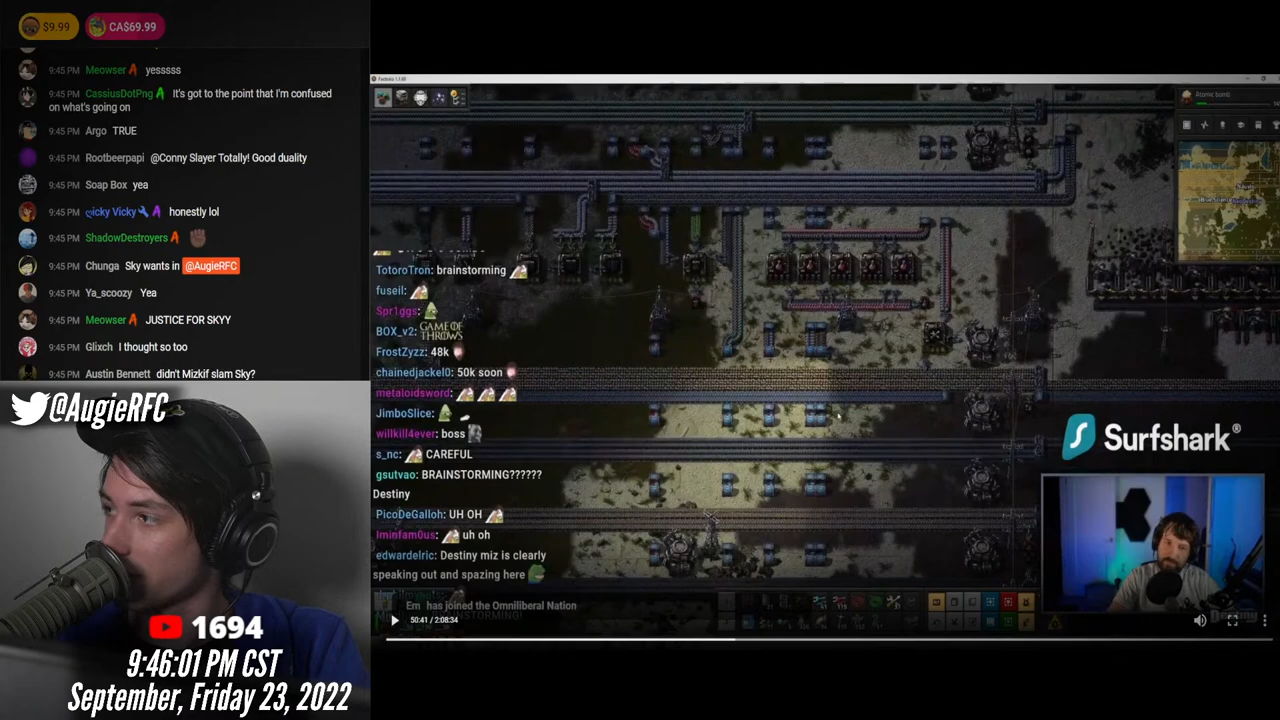 $9.99
CA$69.99
9:45 PM Meowser yesssss
9:45 PM CassiusDotPng It's got to the point that I'm confused
on what's going on
9:45 PM Argo TRUE
9:45 PM Rootbeerpapi @Conny Slayer Totally! Good duality
9:45 PM Soap Box yea
9:45 PM honestly lol
9:45 PM ShadowDestroyers
9:45 PM Chunga Sky wants in @AugieRFC
9:45 PM Ya_scoozy Yea
9:45 PM Meowser JUSTICE FOR SKYY
9:45 PM Glixch I thought so too
9:45 PM Austin Bennett didn't Mizkif slam Sky?
@AugieRFC
1694
9:46:01 PM CST
September, Friday 23, 2022
Atomic bomb
TotoroTron: brainstorming
fuseil:
Spr1ggs:
BOX_v2: GAME OF
THROWS
FrostZyzz: 48k
chainedjackel0: 50k soon
metaloidsword:
JimboSlice:
willkill4ever: boss
s_nc: CAREFUL
gsutvao: BRAINSTORMING??????
Destiny
PicoDeGalloh: UH OH
Iminfam0us: uh oh
edwardelric: Destiny miz is clearly
speaking out and spazing here
Em has joined the Omniliberal Nation
50:41 / 2:08:34
Surfshark®